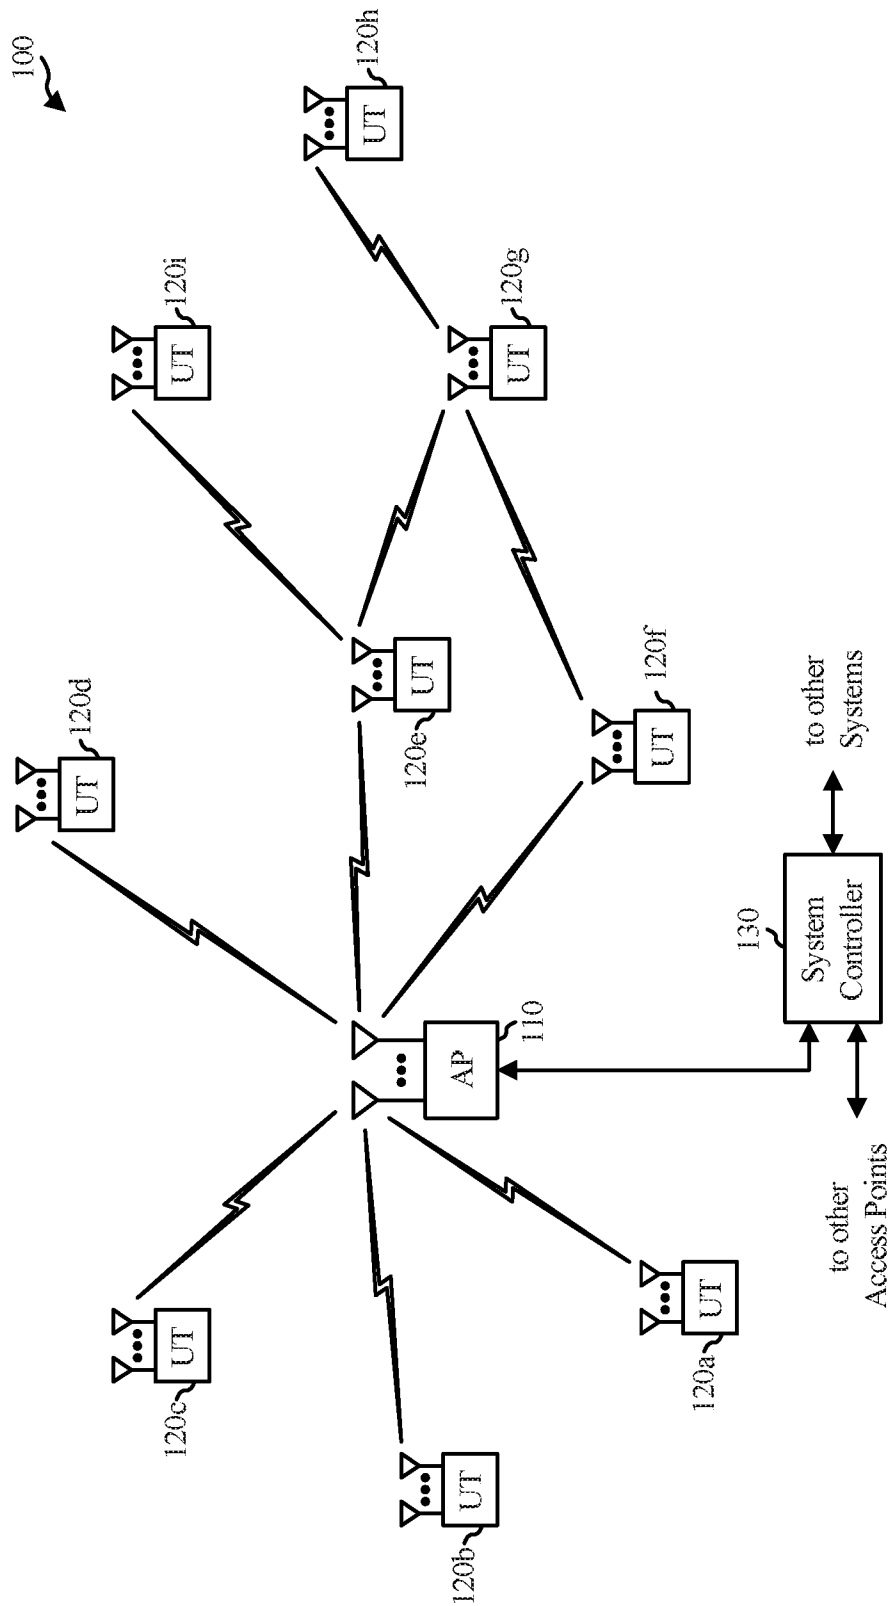 100
UT
120d
120c
UT
UT
120i
UT
120h
120e
UT
120b
UT
AP
110
UT
120g
UT
120f
120a
UT
130
System
Controller
to other
Systems
to other
Access Points